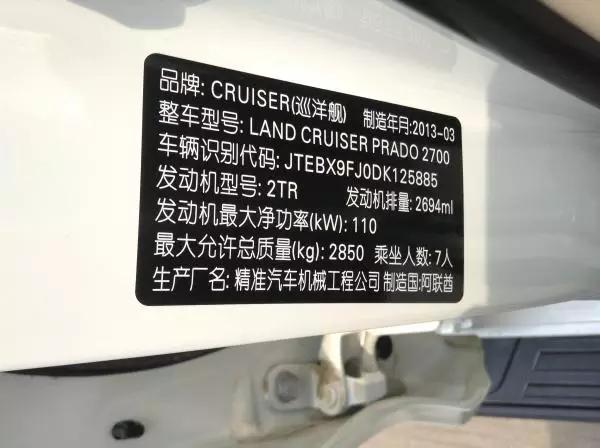 品牌: CRUISER(巡洋舰) 制造年月:2013-03
整车型号: LAND CRUISER PRADO 2700
车辆识别代码: JTEBX9FJ0DK125885
发动机型号: 2TR 发动机排量: 2694ml
发动机最大净功率(kW): 110
最大允许总质量(kg): 2850 乘坐人数: 7人
生产厂名: 精准汽车机械工程公司 制造国:阿联酋